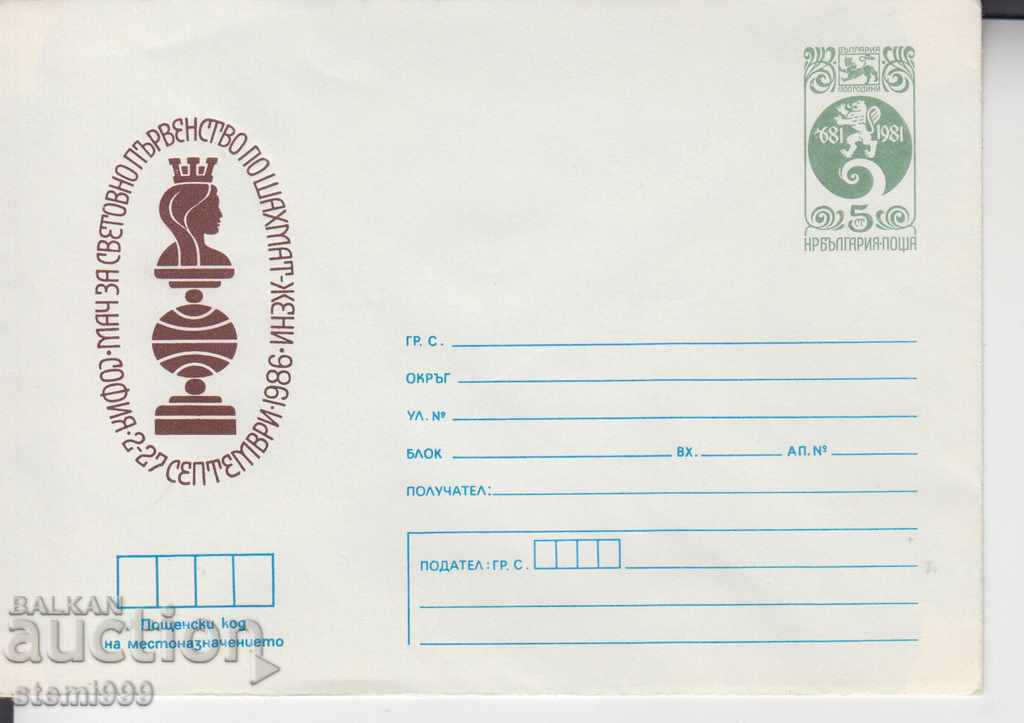 МАЧ ЗА СВЕТОВНО ПЪРВЕНСТВО ПО ШАХМАТ-ЖЕНИ·1986·
СОФИЯ·2-27 СЕПТЕМВРИ
БЪЛГАРИЯ
1300 ГОДИНИ
681 1981
5 СТ
НР БЪЛГАРИЯ·ПОЩА
ГР. С.
ОКРЪГ
УЛ. №
БЛОК ВХ. АП. №
ПОЛУЧАТЕЛ:
ПОДАТЕЛ: ГР. С.
Пощенски код
на местоназначението
BALKAN
auction
stemi999